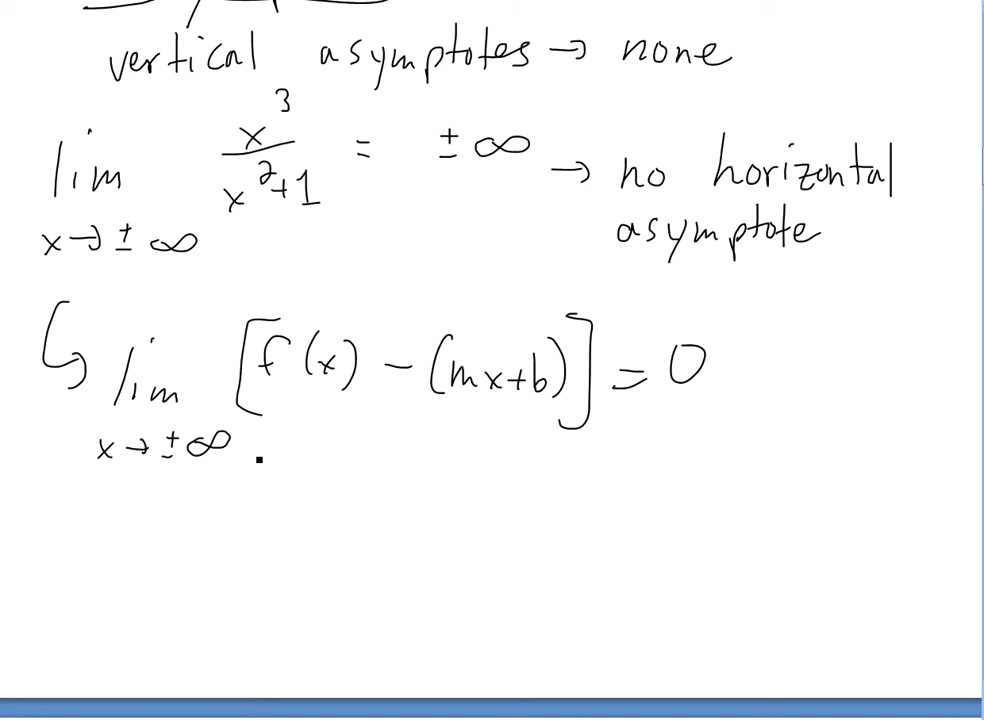 vertical asymptotes → none
lim x→±∞ x³/x²+1 = ±∞ → no horizontal
asymptote
↳ lim x→±∞ [f(x) - (mx+b)] = 0